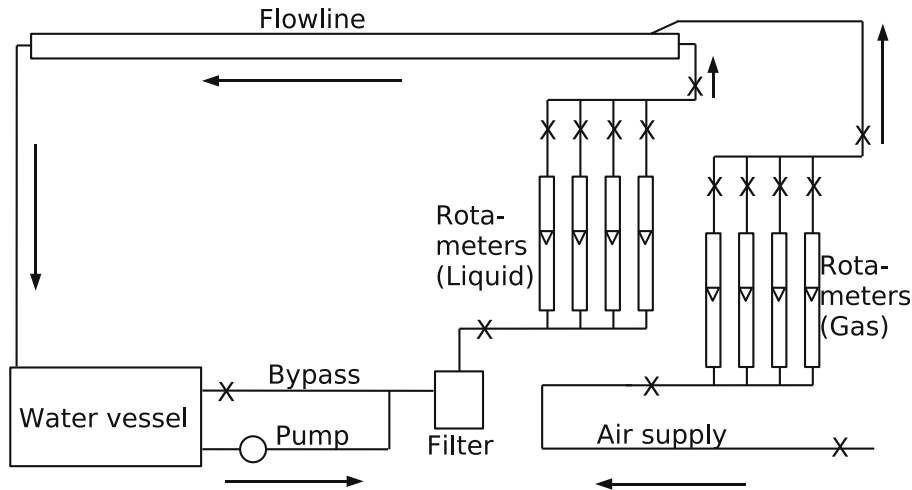 Flowline
Rota-
meters
(Liquid)
Rota-
meters
(Gas)
Bypass
Water vessel
Pump
Filter
Air supply